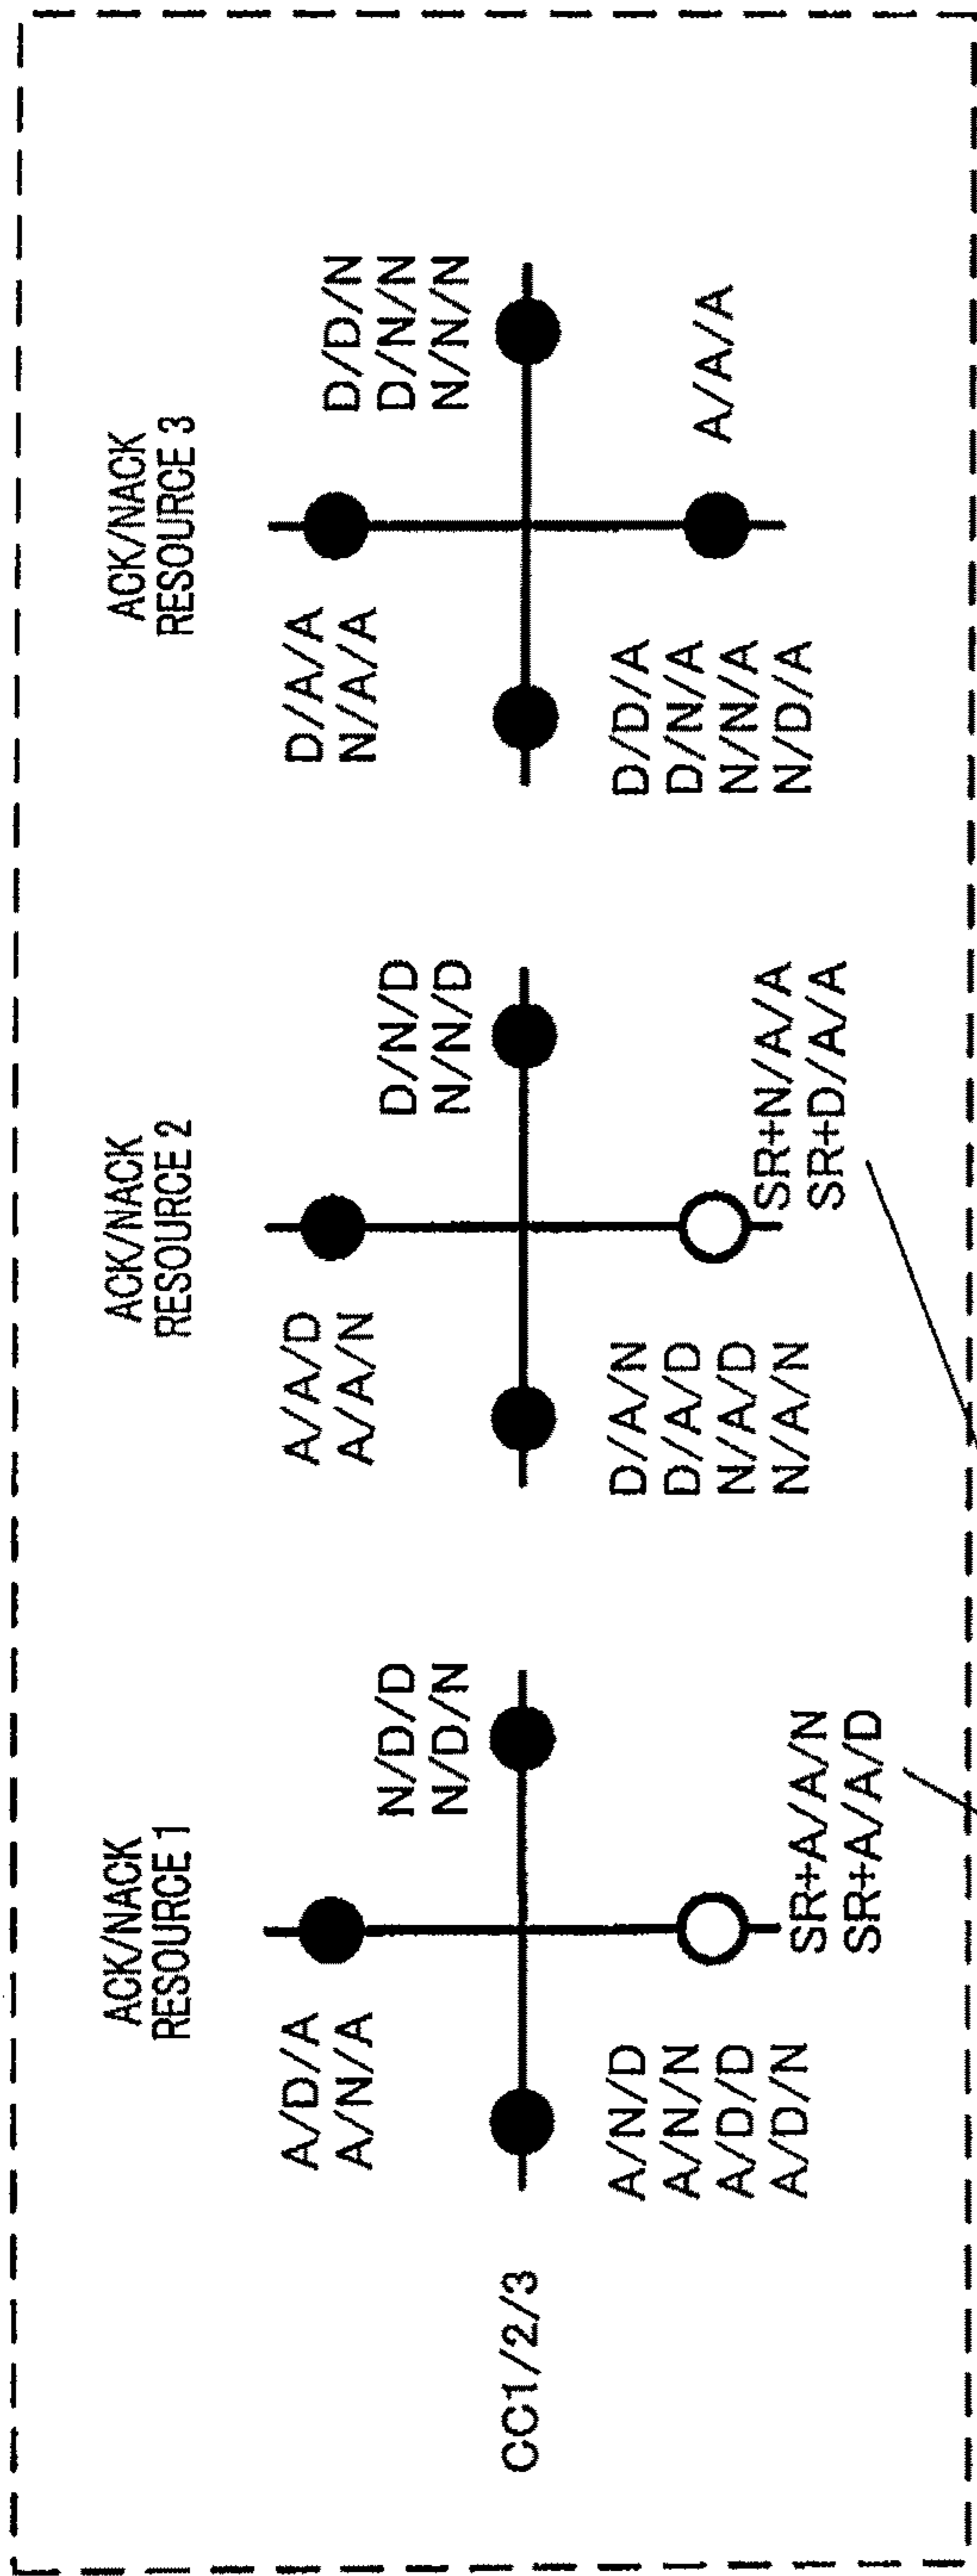 CC1/2/3
ACK/NACK
RESOURCE 1
A/D/A
A/N/A
N/D/D
N/D/N
A/N/D
A/N/N
A/D/D
A/D/N
SR+A/A/N
SR+A/A/D
ACK/NACK
RESOURCE 2
A/A/D
A/A/N
D/N/D
N/N/D
D/A/N
D/A/D
N/A/D
N/A/N
SR+N/A/A
SR+D/A/A
ACK/NACK
RESOURCE 3
D/A/A
N/A/A
D/D/N
D/N/N
N/N/N
D/D/A
D/N/A
N/N/A
N/D/A
A/A/A